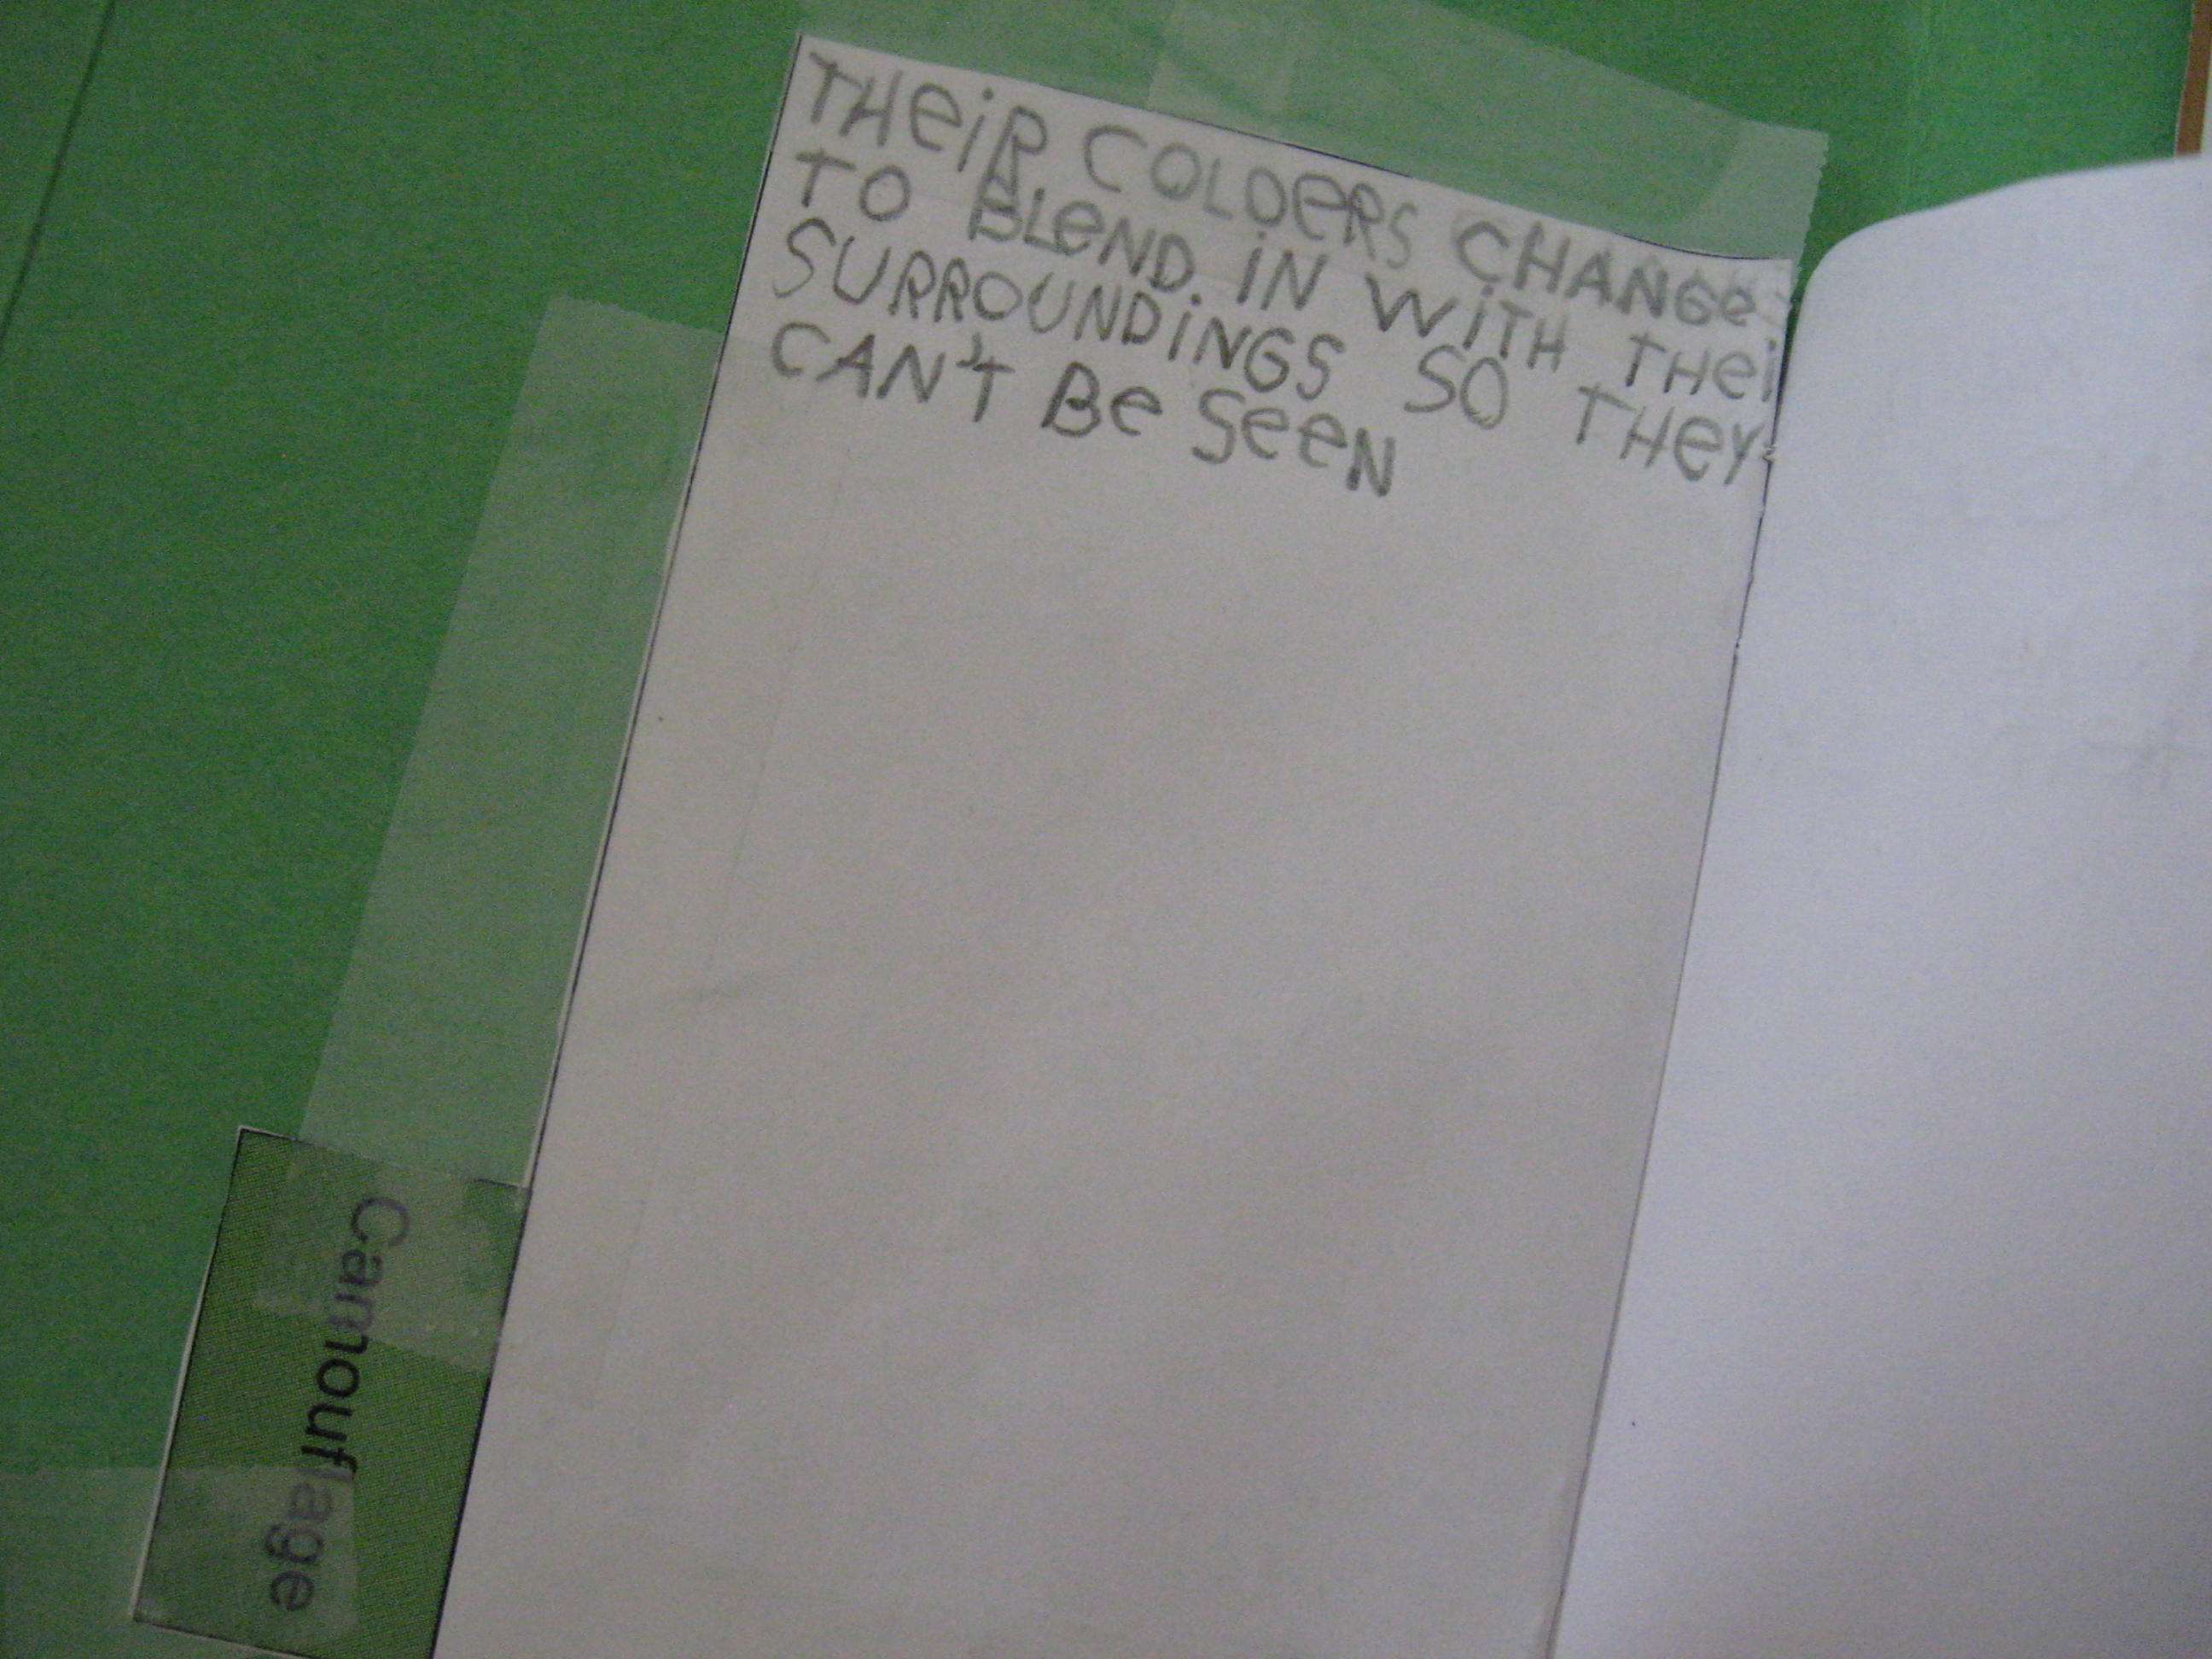 THeiR COLOERS CHANGe
TO BLeND. iN WiTH THei
SURROUNDiNGS SO THey
CAN't Be SeeN
Camouflage